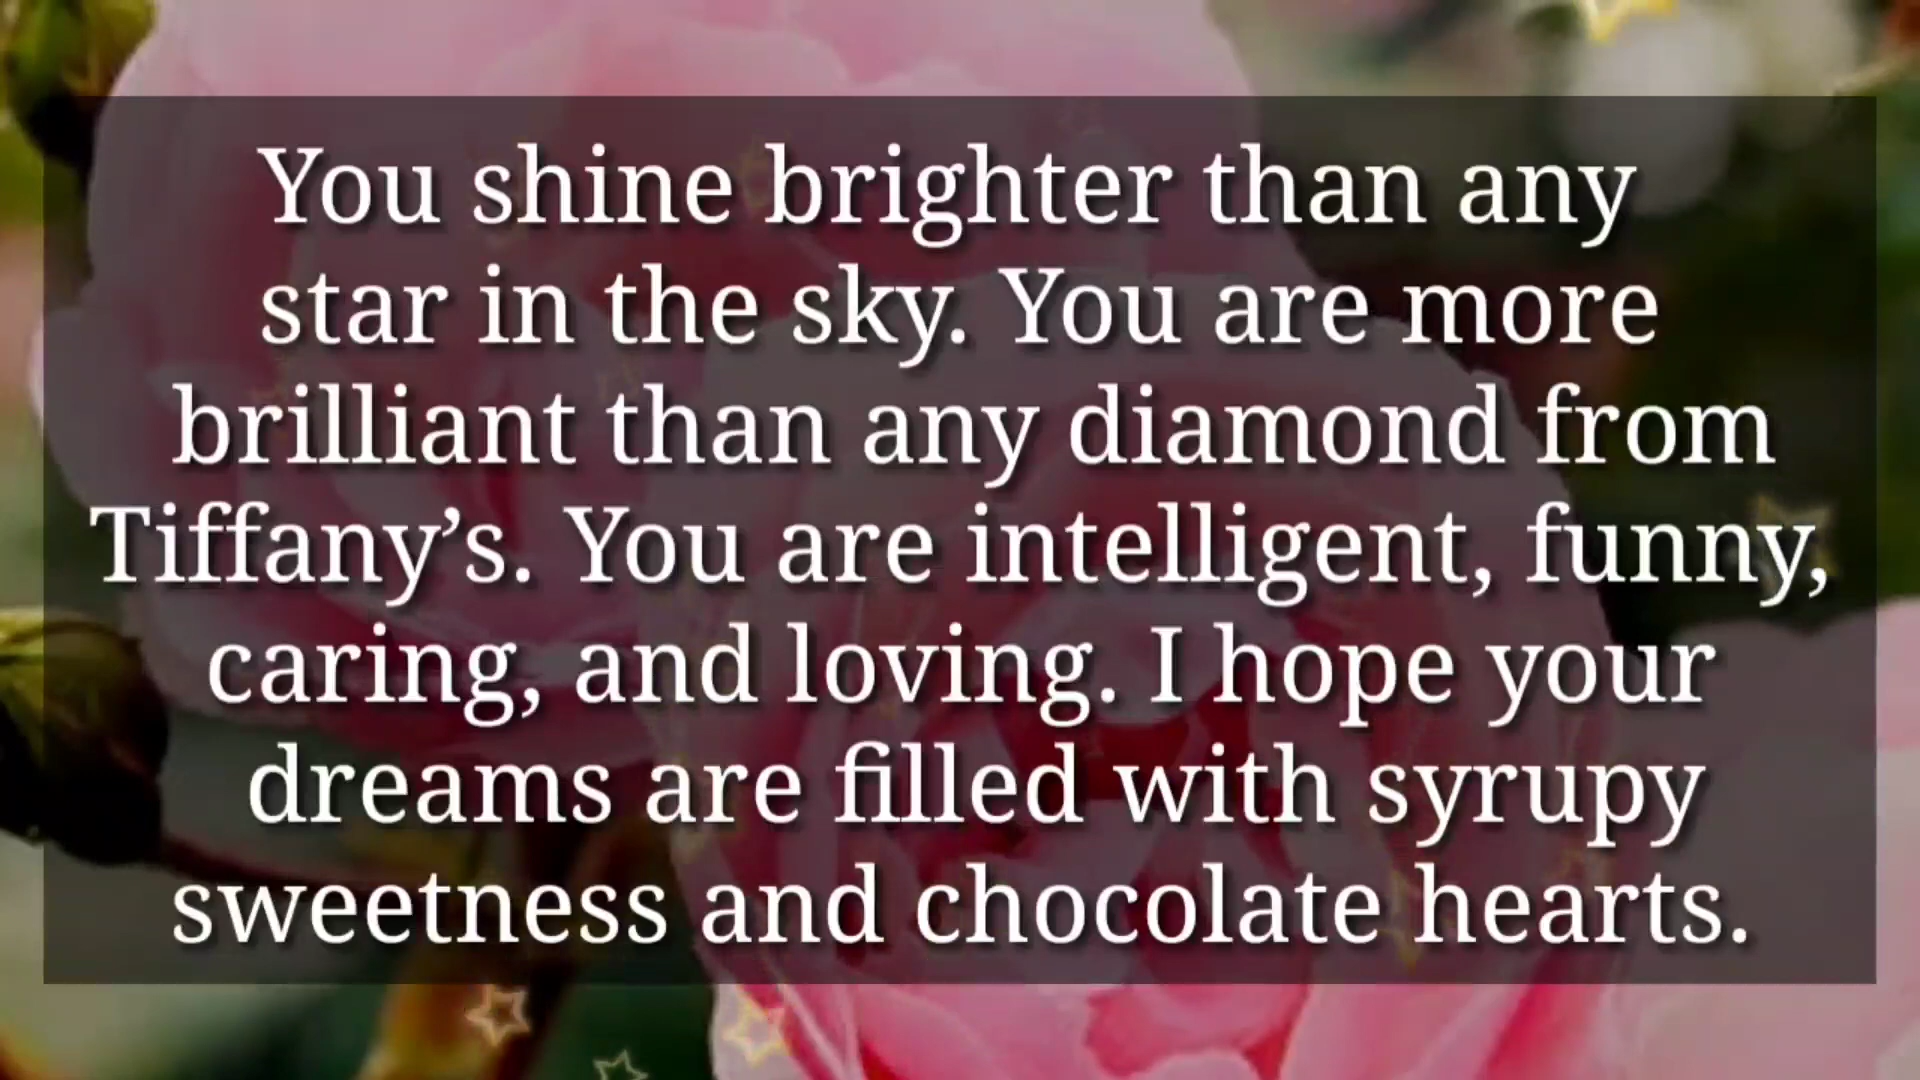 You shine brighter than any
star in the sky. You are more
brilliant than any diamond from
Tiffany’s. You are intelligent, funny,
caring, and loving. I hope your
dreams are filled with syrupy
sweetness and chocolate hearts.